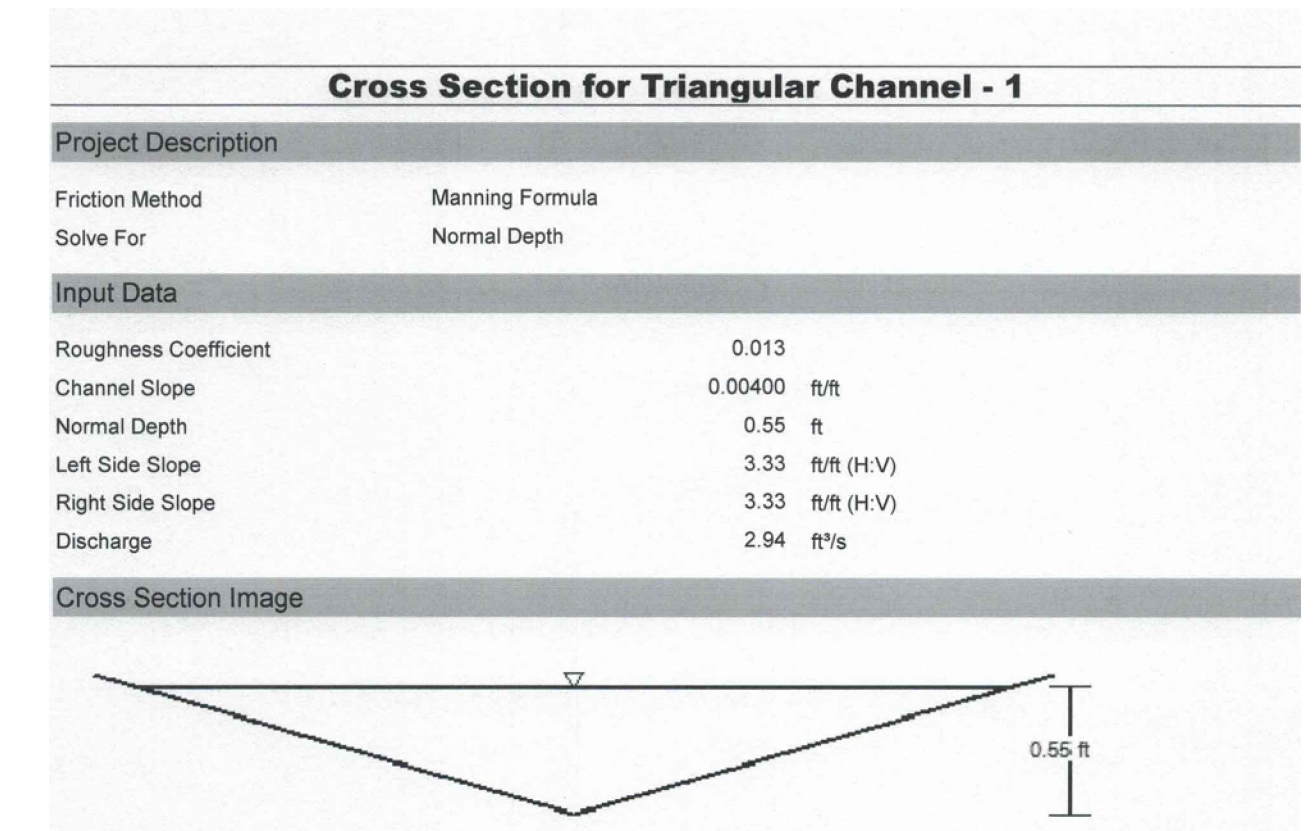 Cross Section for Triangular Channel - 1
Project Description
Friction Method Manning Formula
Solve For Normal Depth
Input Data
Roughness Coefficient 0.013
Channel Slope 0.00400 ft/ft
Normal Depth 0.55 ft
Left Side Slope 3.33 ft/ft (H:V)
Right Side Slope 3.33 ft/ft (H:V)
Discharge 2.94 ft³/s
Cross Section Image
0.55 ft